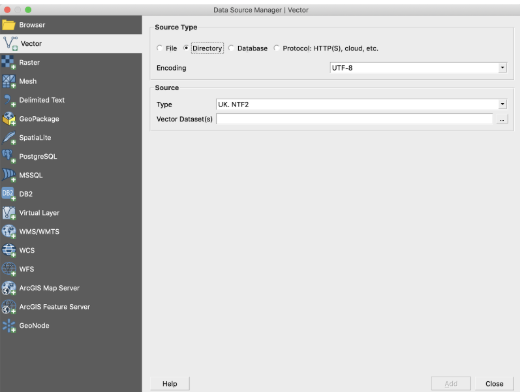 Data Source Manager | Vector
Browser
Vector
Raster
Mesh
Delimited Text
GeoPackage
SpatiaLite
PostgreSQL
MSSQL
DB2
Virtual Layer
WMS/WMTS
WCS
WFS
ArcGIS Map Server
ArcGIS Feature Server
GeoNode
Source Type
File Directory Database Protocol: HTTP(S), cloud, etc.
Encoding UTF-8
Source
Type UK. NTF2
Vector Dataset(s) ...
Help Add Close